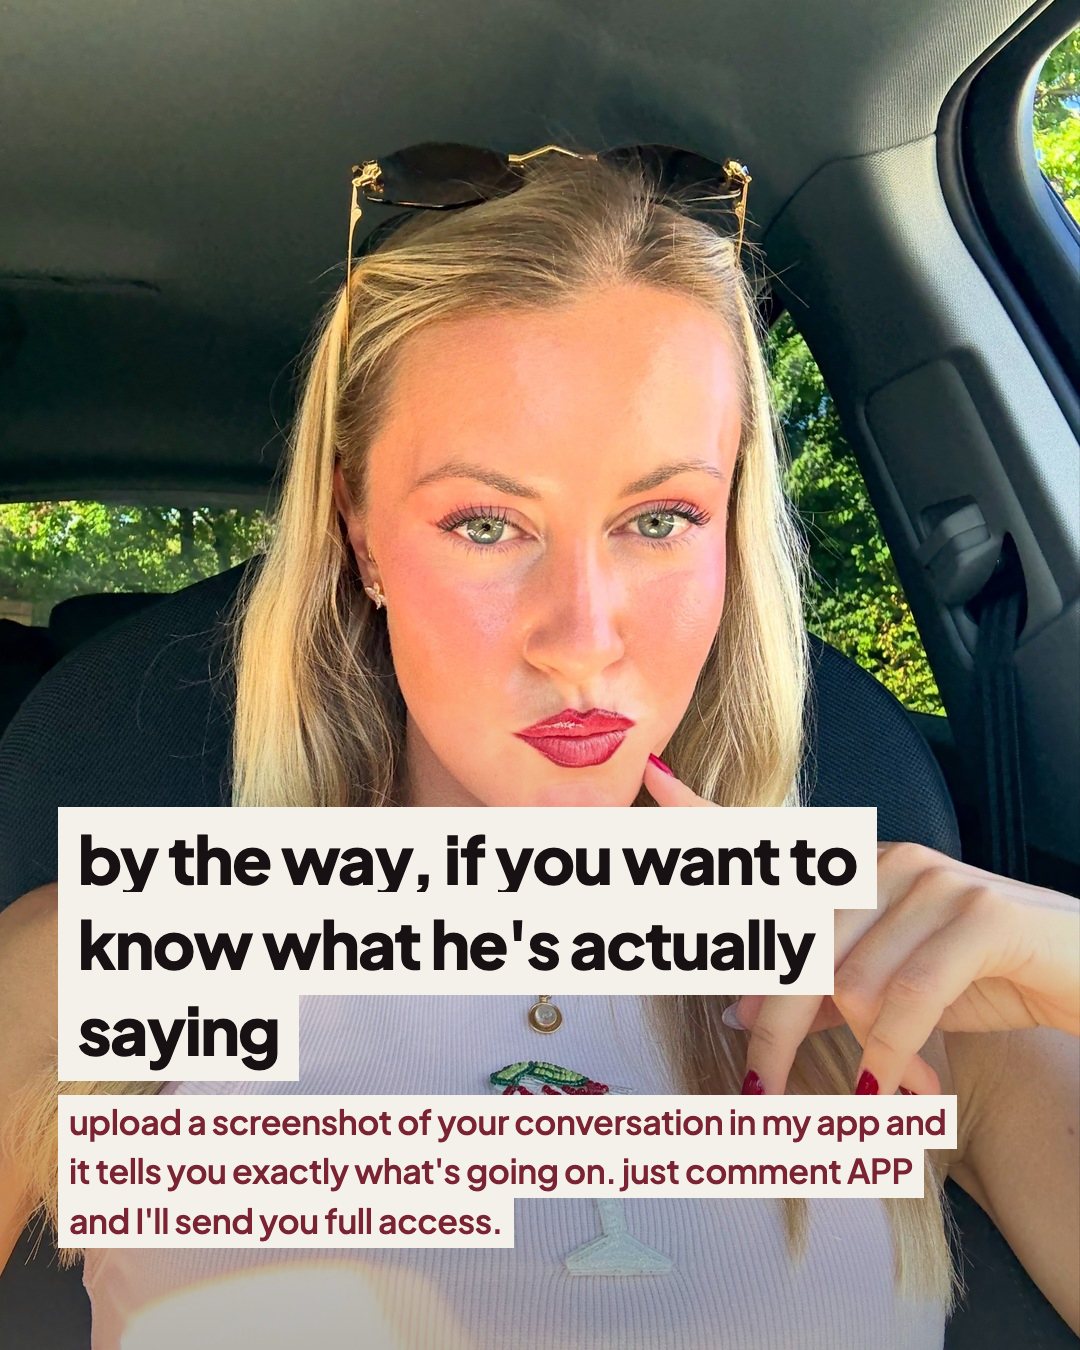 by the way, if you want to
know what he's actually
saying
upload a screenshot of your conversation in my app and
it tells you exactly what's going on. just comment APP
and I'll send you full access.